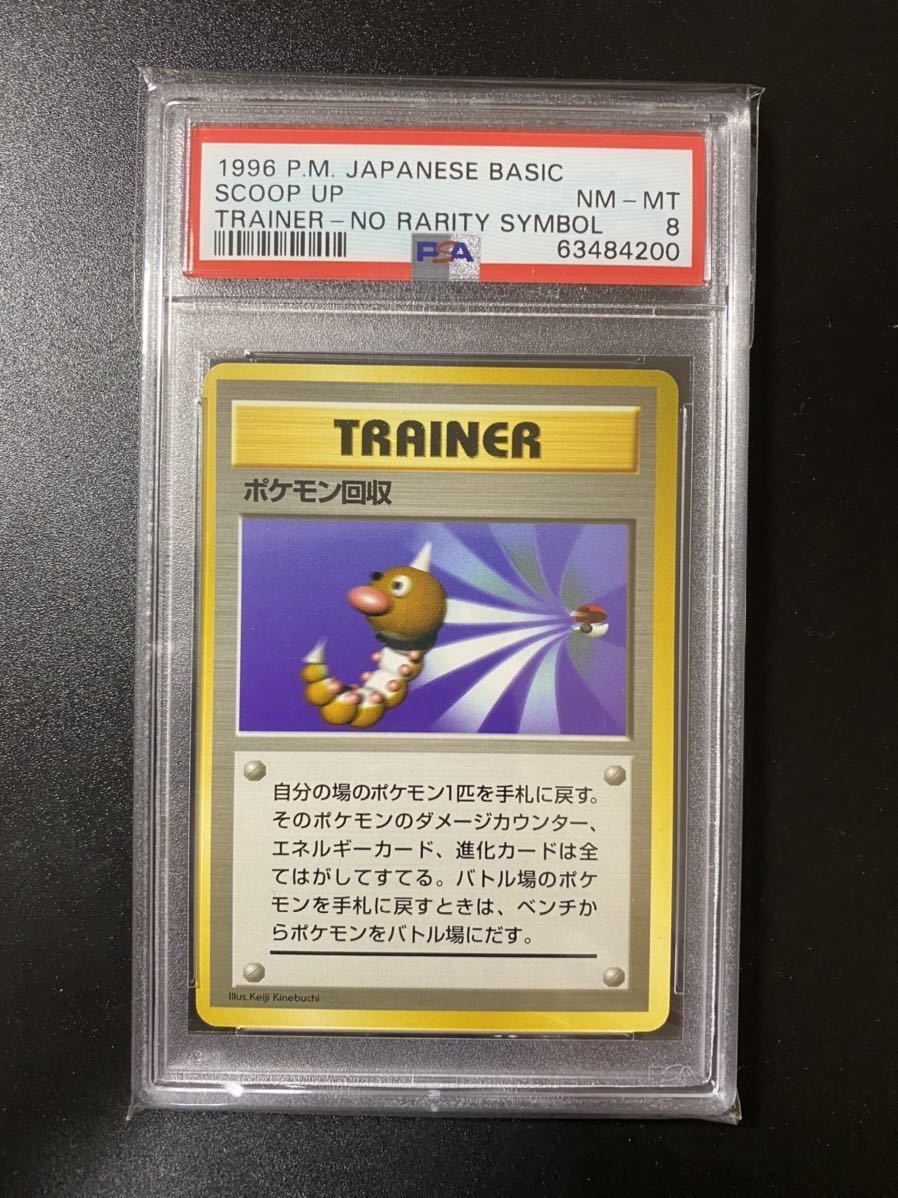 1996 P.M. JAPANESE BASIC
SCOOP UP NM-MT
TRAINER-NO RARITY SYMBOL 8
PSA 63484200
TRAINER
ポケモン回収
自分の場のポケモン1匹を手札に戻す。
そのポケモンのダメージカウンター、
エネルギーカード、進化カードは全
てはがしてすてる。バトル場のポケ
モンを手札に戻すときは、ベンチか
らポケモンをバトル場にだす。
Illus.Keiji Kinebuchi
PSA